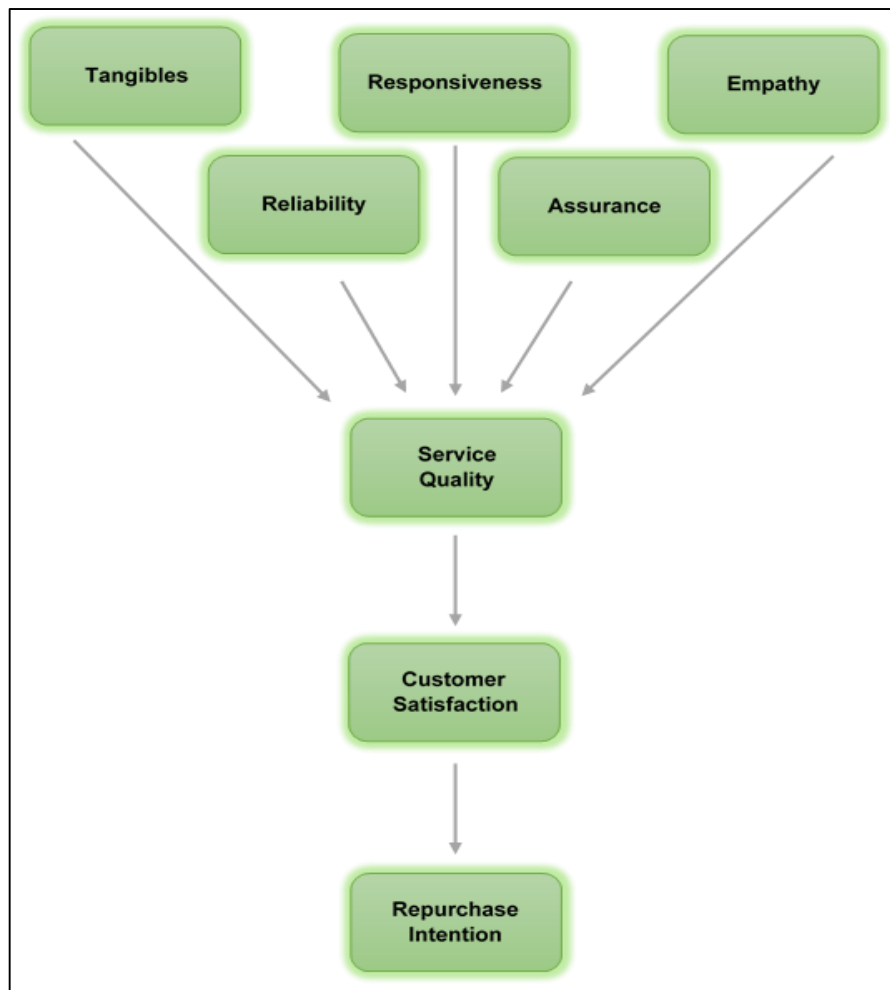 Tangibles
Responsiveness
Empathy
Reliability
Assurance
Service
Quality
Customer
Satisfaction
Repurchase
Intention